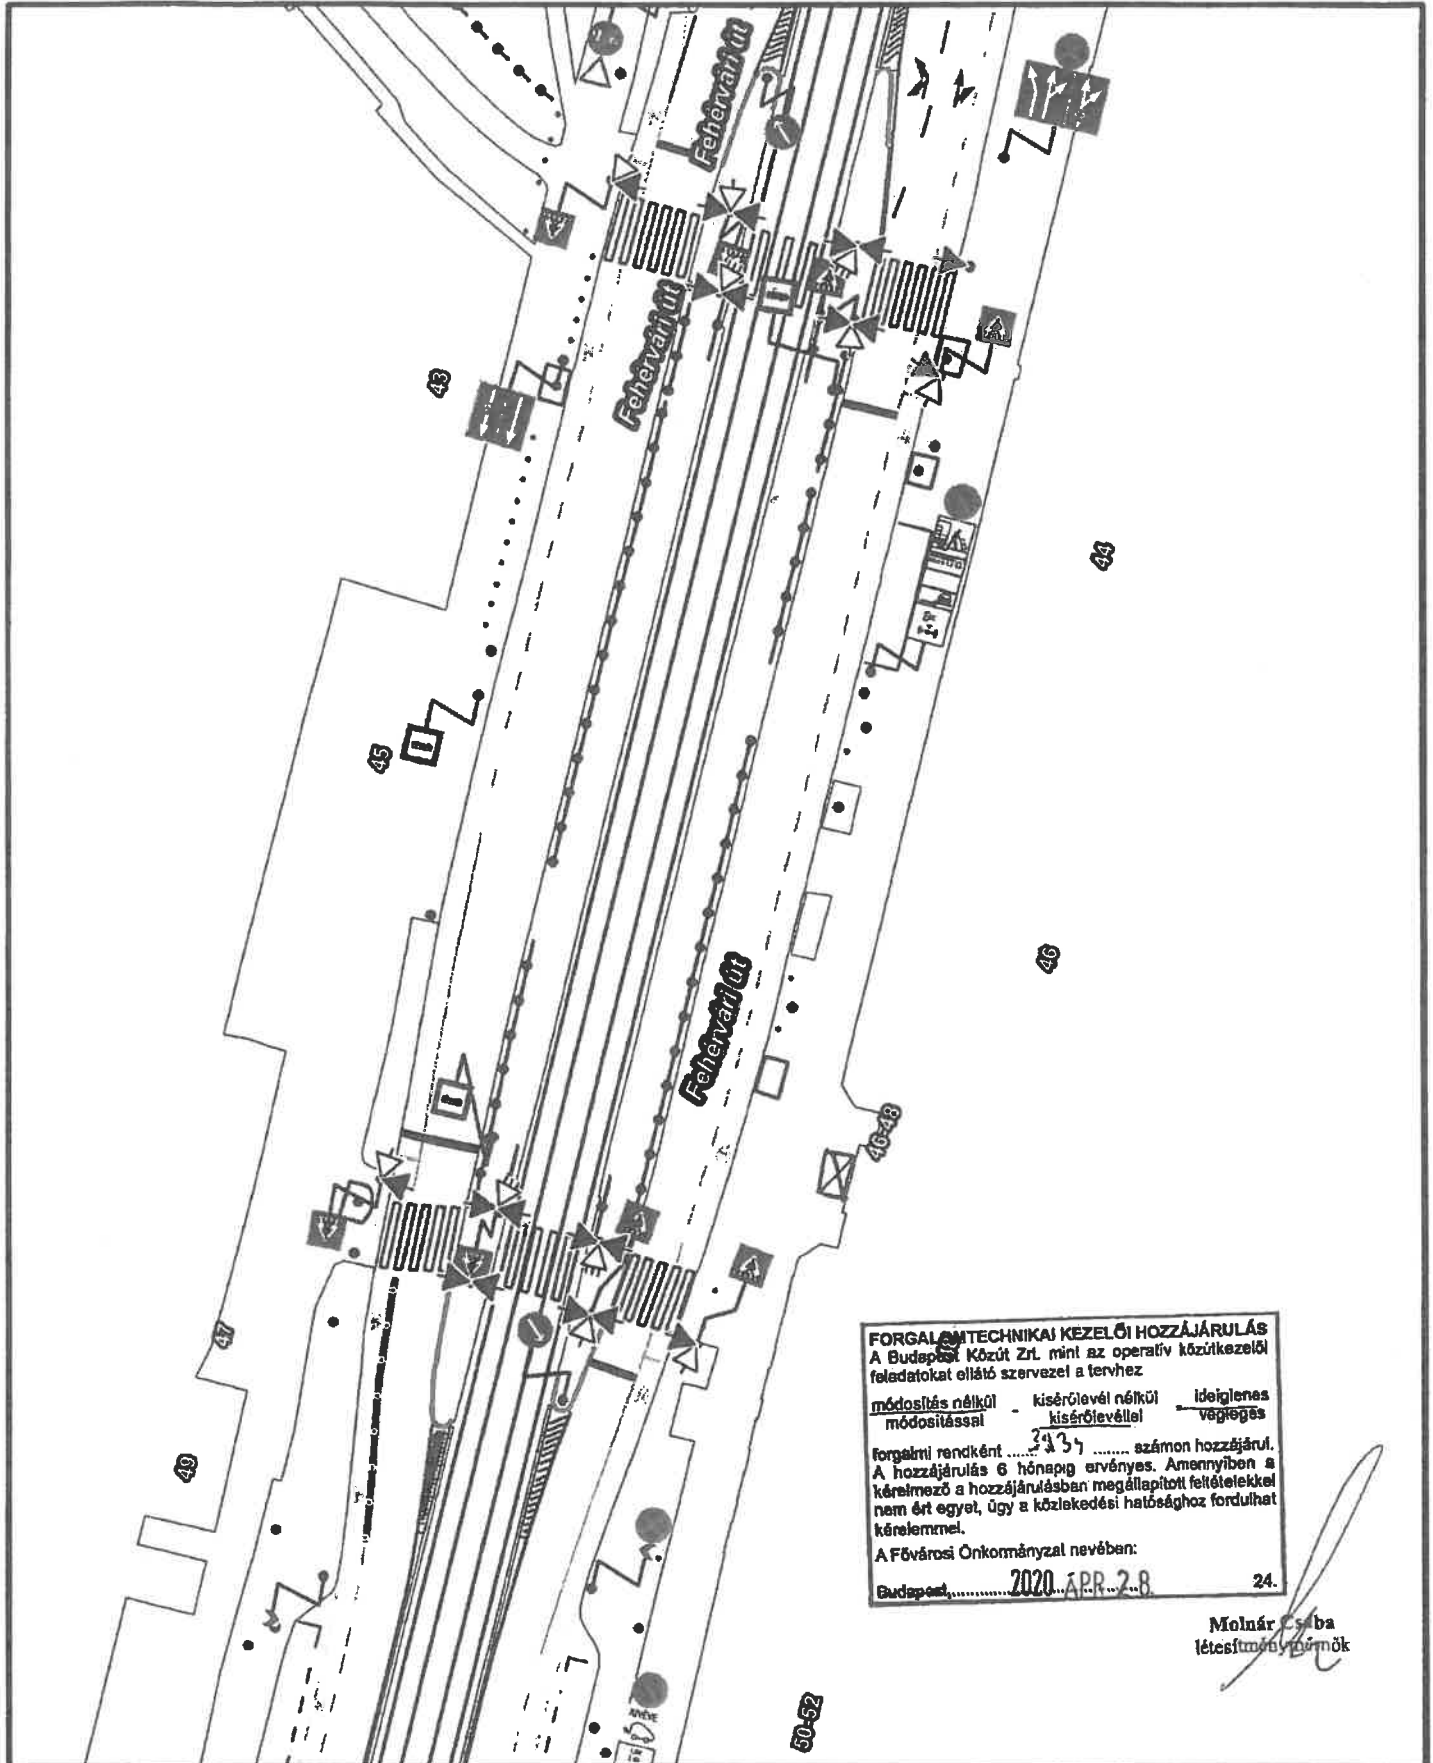 Fehérvári út
Fehérvári út
43
44
45
46
Fehérvári út
46-48
47
49
50-52
FORGALOMTECHNIKAI KEZELŐI HOZZÁJÁRULÁS
A Budapest Közút Zrt. mint az operatív közútkezelői
feladatokat ellátó szervezet a tervhez
módosítás nélkül - kísérőlevél nélkül - ideiglenes
módosítással kísérőlevéllel végleges
forgalmi rendként ........ számon hozzájárul.
A hozzájárulás 6 hónapig érvényes. Amennyiben a
kérelmező a hozzájárulásban megállapított feltételekkel
nem ért egyet, úgy a közlekedési hatósághoz fordulhat
kérelemmel.
A Fővárosi Önkormányzat nevében:
Budapest,............2020 ÁPR 28. 24.
Molnár Csaba
létesítménymérnök